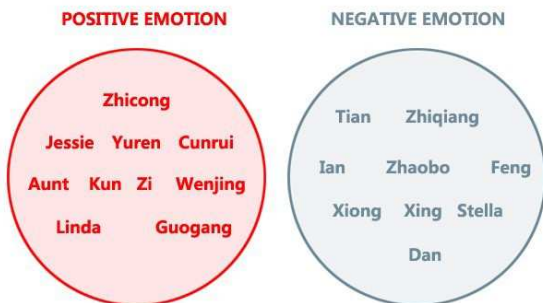 POSITIVE EMOTION
Zhicong
Jessie Yuren Cunrui
Aunt Kun Zi Wenjing
Linda Guogang
NEGATIVE EMOTION
Tian Zhiqiang
Ian Zhaobo Feng
Xiong Xing Stella
Dan